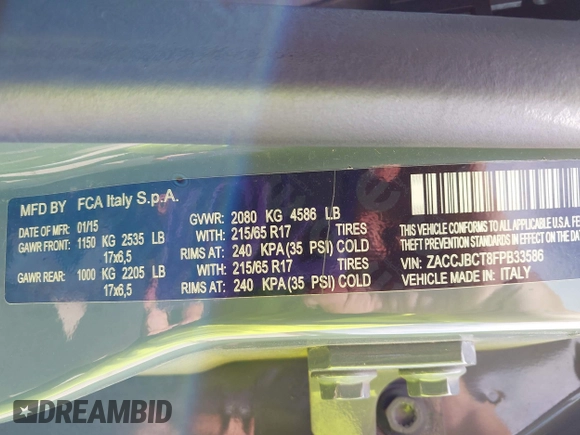 MFD BY FCA Italy S.p.A.
DATE OF MFR: 01/15 GVWR: 2080 KG 4586 LB
GAWR FRONT: 1150 KG 2535 LB WITH: 215/65 R17 TIRES
17x6,5 RIMS AT: 240 KPA (35 PSI) COLD
GAWR REAR: 1000 KG 2205 LB WITH: 215/65 R17 TIRES
17x6,5 RIMS AT: 240 KPA (35 PSI) COLD
THIS VEHICLE CONFORMS TO ALL APPLICABLE U.S.A. FE
THEFT PREVENTION STANDARDS IN EFFECT
VIN: ZACCJBCT8FPB33586
VEHICLE MADE IN: ITALY
DREAMBID